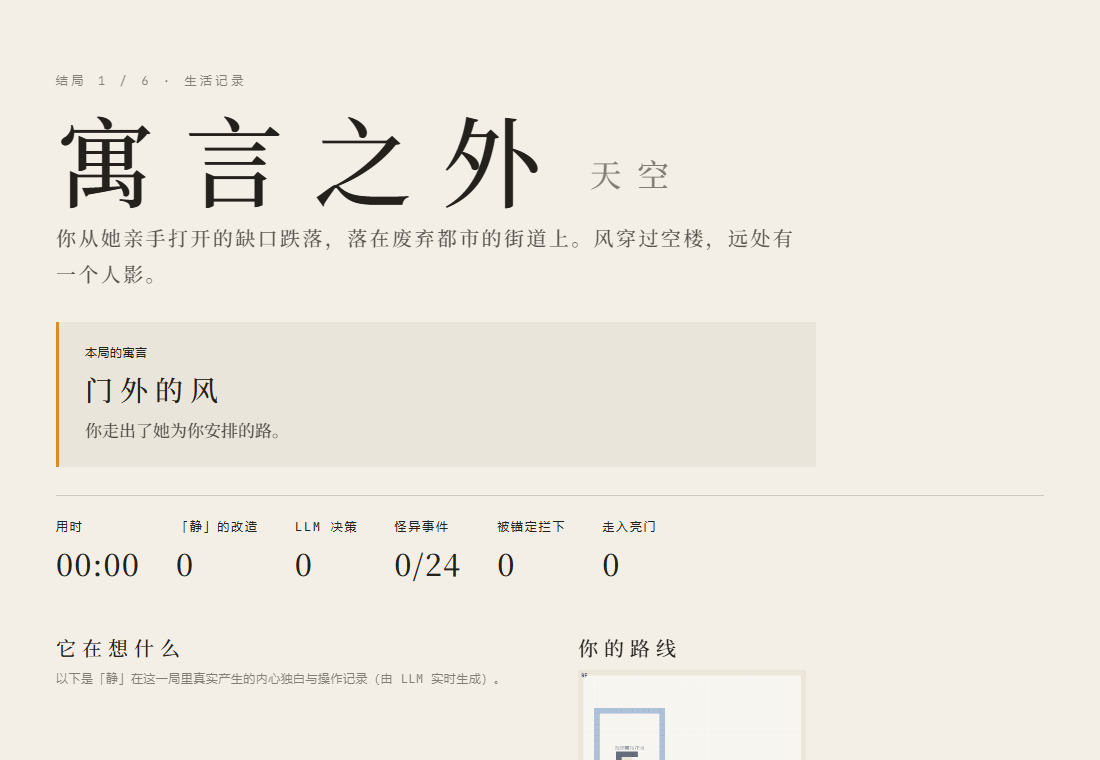 结局 1 / 6 · 生活记录
寓言之外 天空
你从她亲手打开的缺口跌落，落在废弃都市的街道上。风穿过空楼，远处有
一个人影。
本局的寓言
门外的风
你走出了她为你安排的路。
用时 「静」的改造 LLM 决策 怪异事件 被锚定拦下 走入亮门
00:00 0 0 0/24 0 0
它在想什么 你的路线
以下是「静」在这一局里真实产生的内心独白与操作记录（由 LLM 实时生成）。